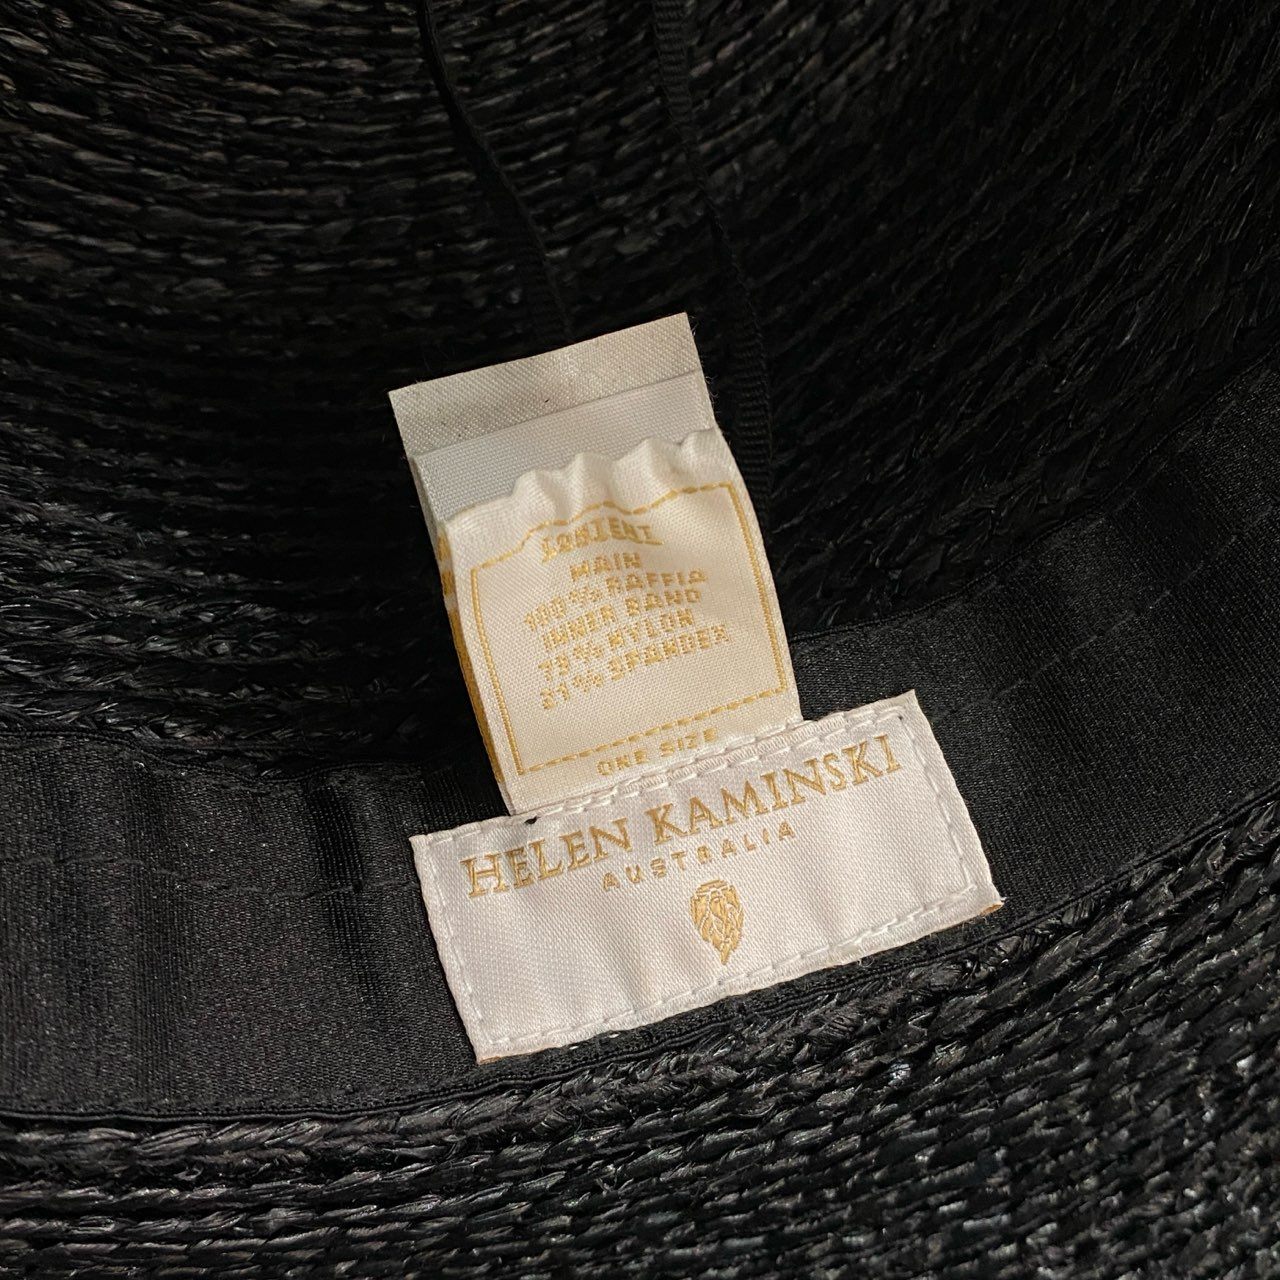 CONTENT
MAIN
100% RAFFIA
INNER BAND
79% NYLON
21% SPANDEX
ONE SIZE
HELEN KAMINSKI
AUSTRALIA